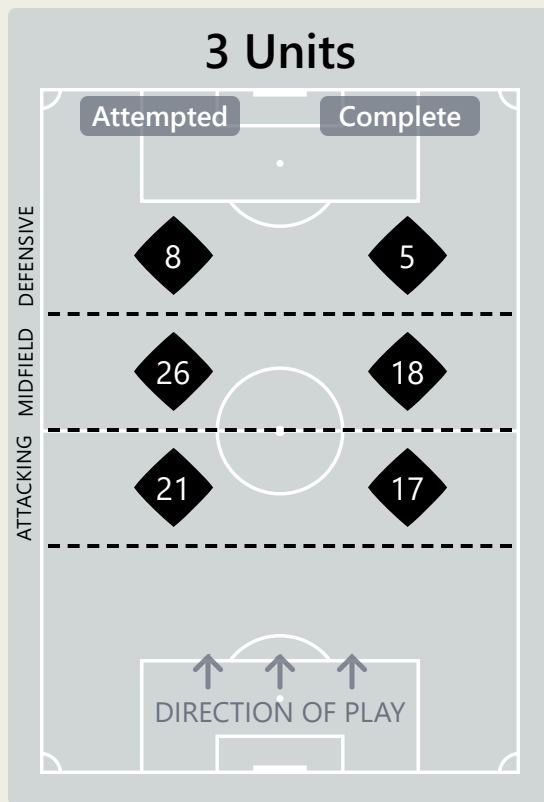 3 Units
Attempted Complete
DEFENSIVE
8 5
MIDFIELD
26 18
ATTACKING
21 17
DIRECTION OF PLAY